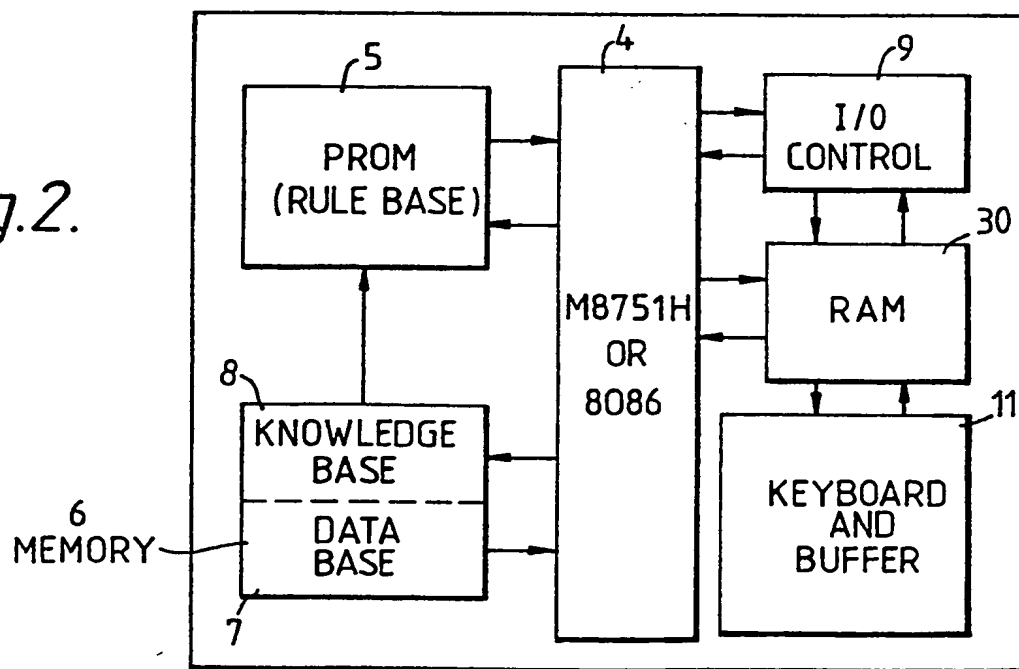 g.2.
5
PROM
(RULE BASE)
4
M8751H
OR
8086
9
I/O
CONTROL
30
RAM
11
KEYBOARD
AND
BUFFER
8
KNOWLEDGE
BASE
DATA
BASE
6
MEMORY
7